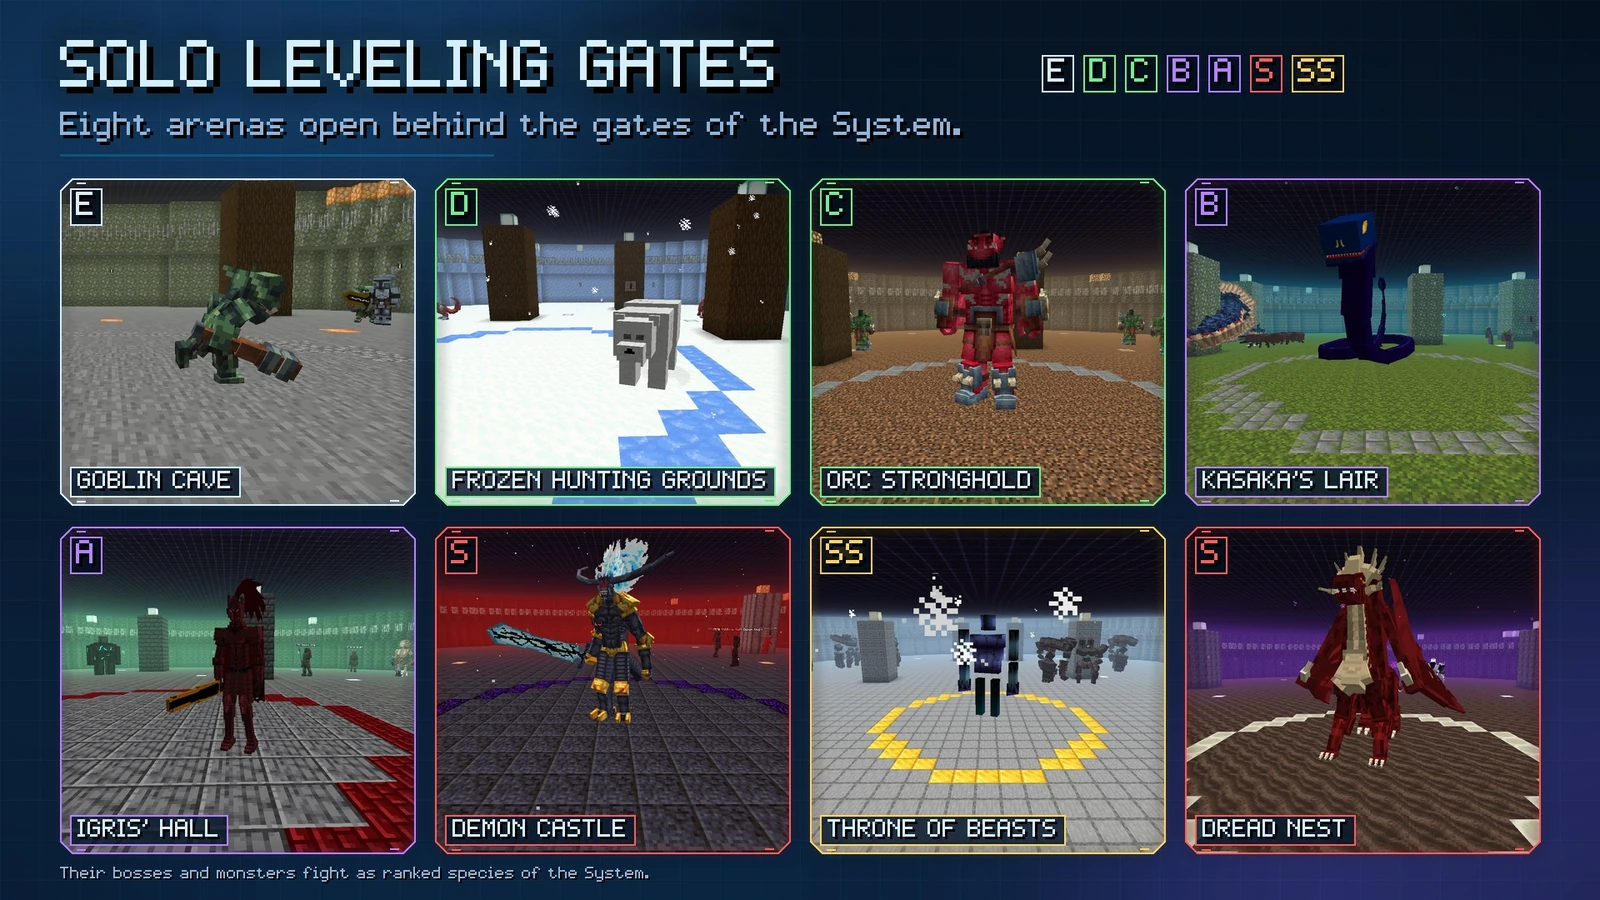 SOLO LEVELING GATES
E D C B A S SS
Eight arenas open behind the gates of the System.
E
D
C
B
GOBLIN CAVE
FROZEN HUNTING GROUNDS
ORC STRONGHOLD
KASAKA'S LAIR
A
S
SS
S
IGRIS' HALL
DEMON CASTLE
THRONE OF BEASTS
DREAD NEST
Their bosses and monsters fight as ranked species of the System.